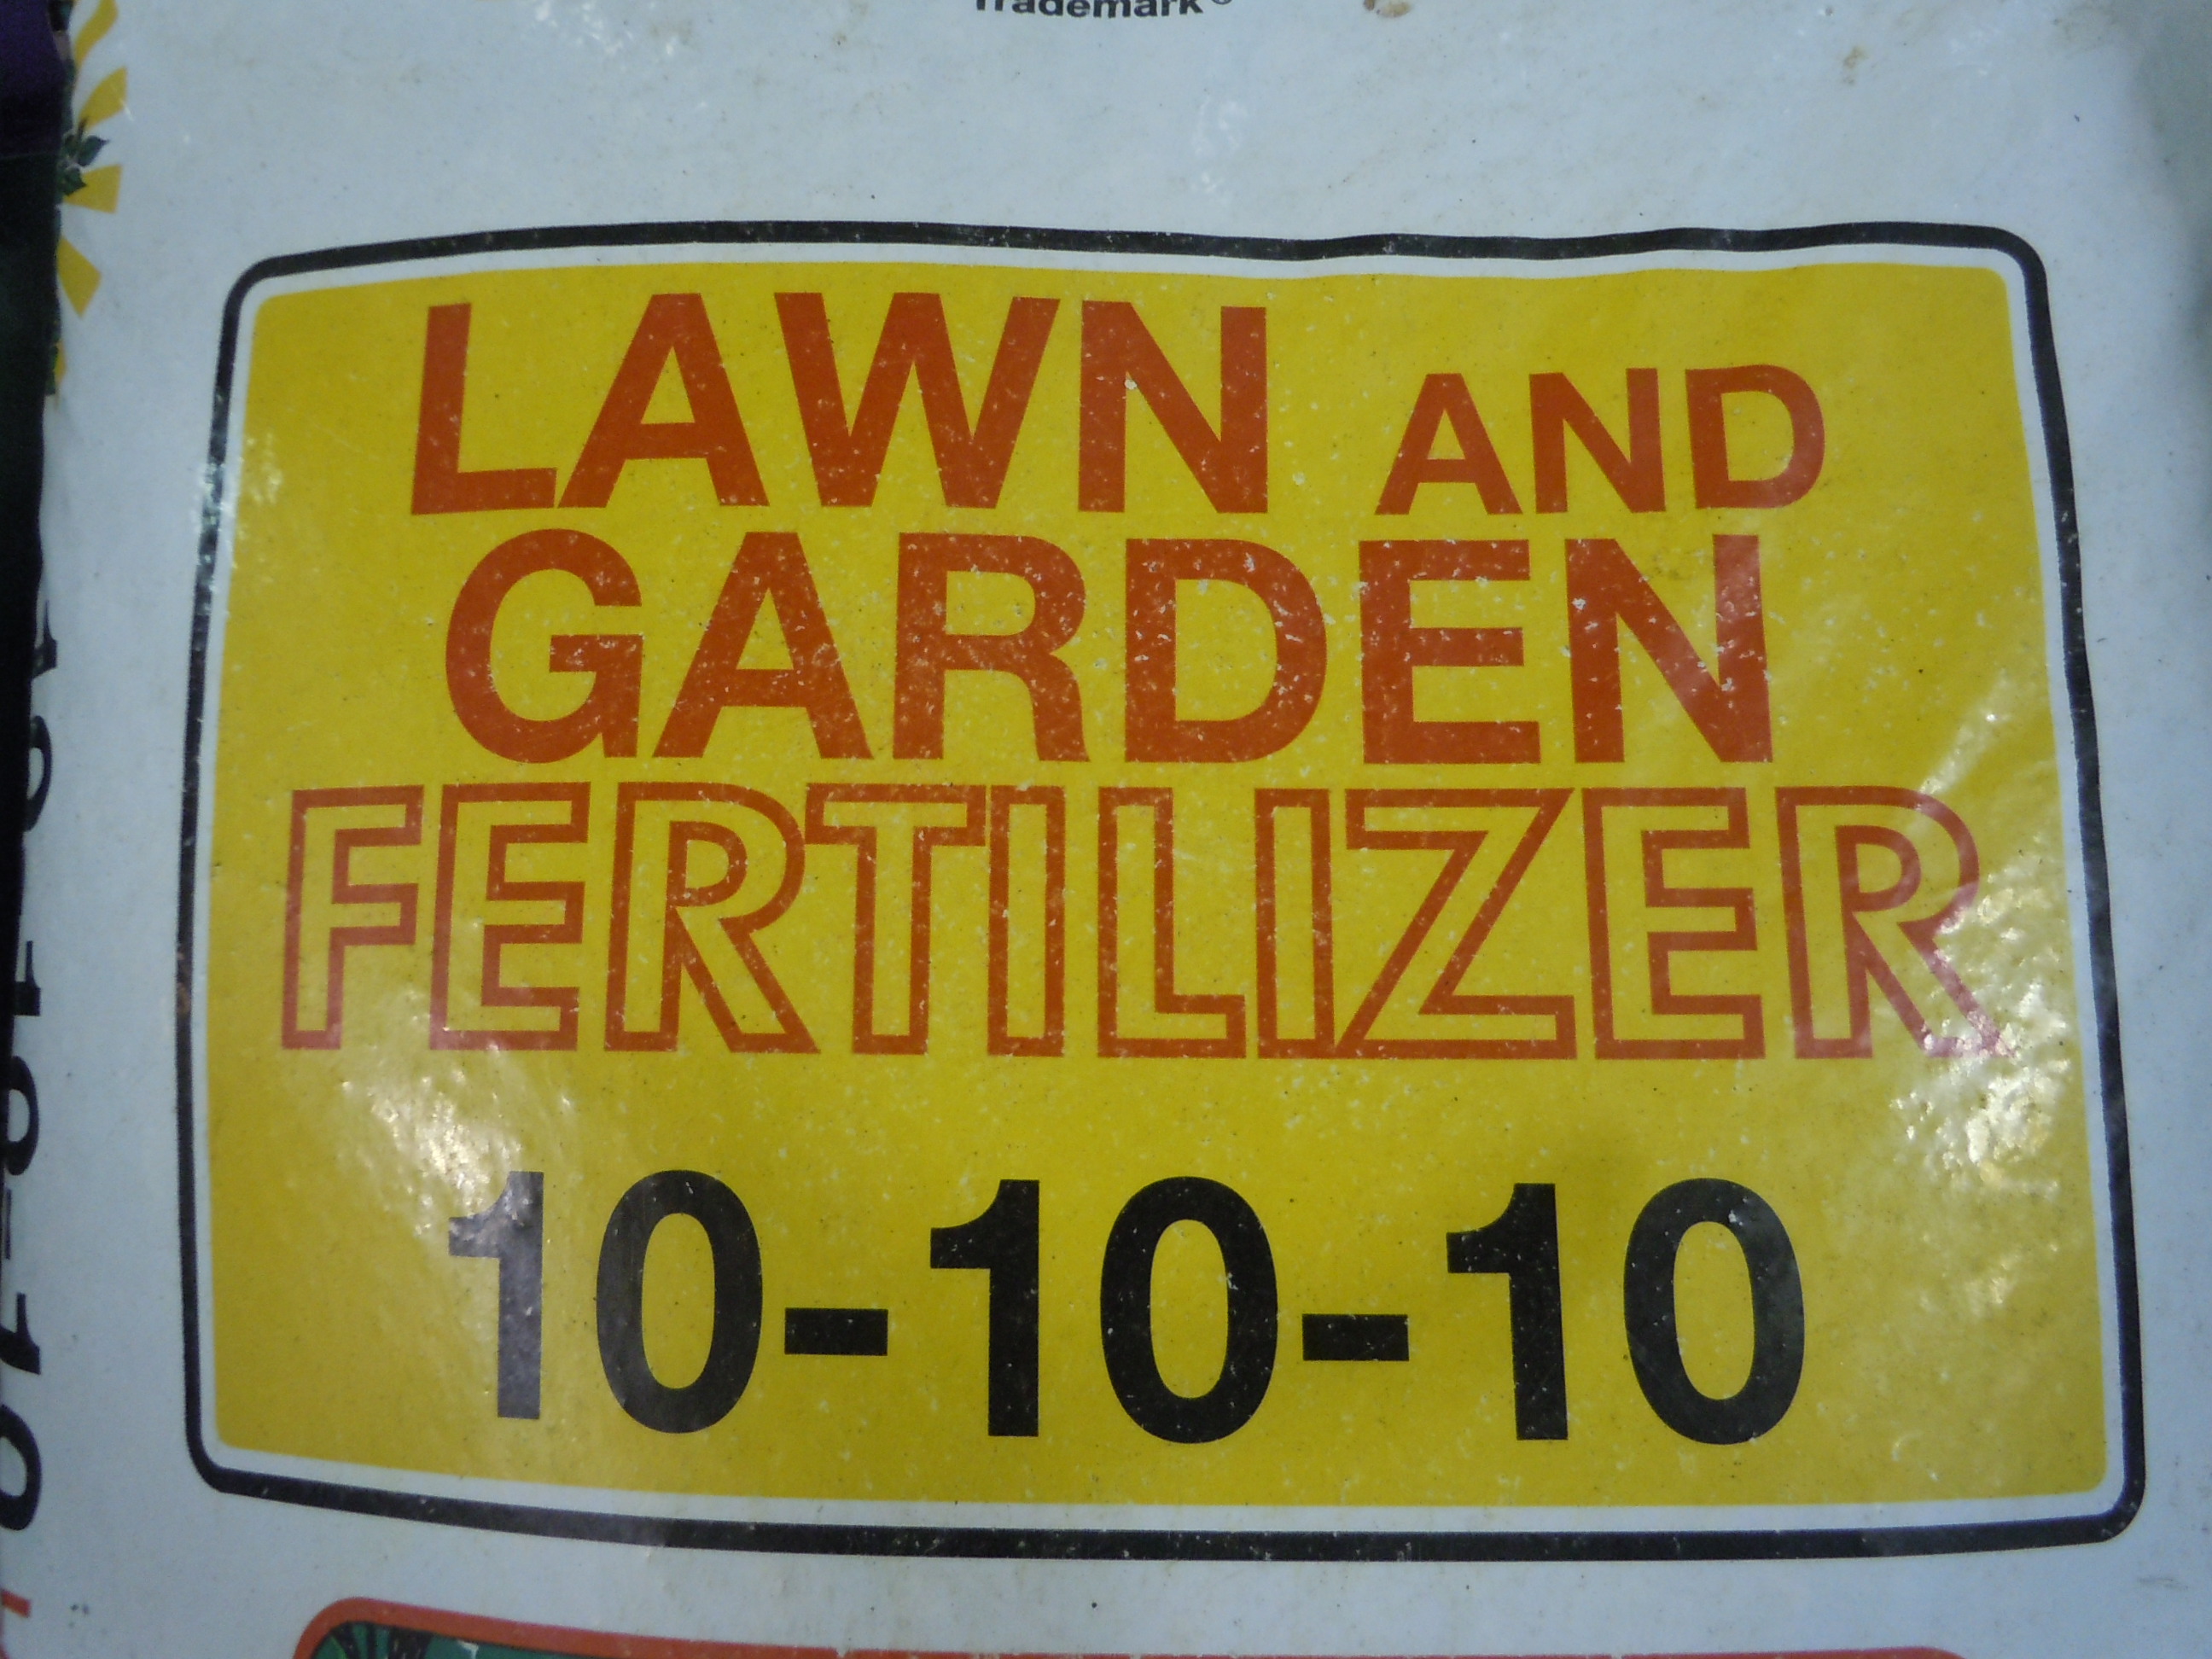 Trademark®
LAWN AND
GARDEN
FERTILIZER
10-10-10